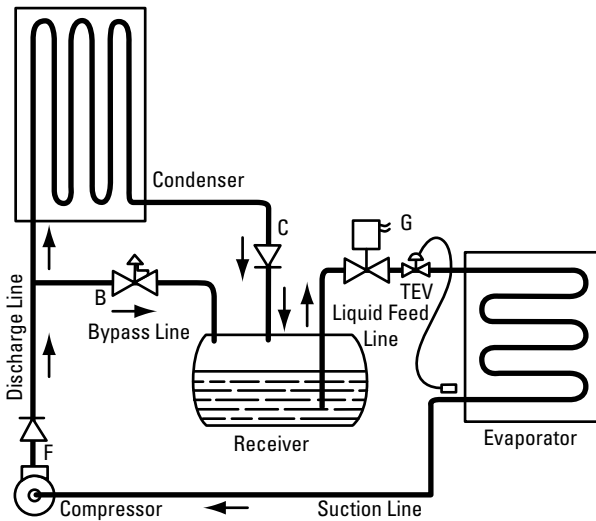 Condenser
C
G
B
Bypass Line
TEV
Liquid Feed
Line
Discharge Line
Receiver
Evaporator
F
Compressor
Suction Line